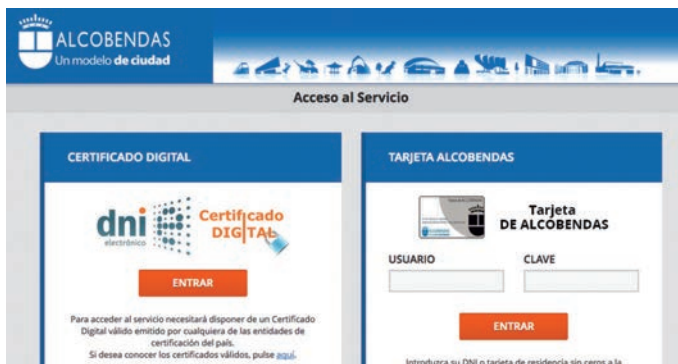 ALCOBENDAS
Un modelo de ciudad
Acceso al Servicio
CERTIFICADO DIGITAL
dni
electrónico
Certificado
DIGITAL
ENTRAR
Para acceder al servicio necesitará disponer de un Certificado
Digital válido emitido por cualquiera de las entidades de
certificación del país.
Si desea conocer los certificados válidos, pulse aquí.
TARJETA ALCOBENDAS
Tarjeta
DE ALCOBENDAS
USUARIO CLAVE
ENTRAR
Introduzca su DNI o tarjeta de residencia sin ceros a la